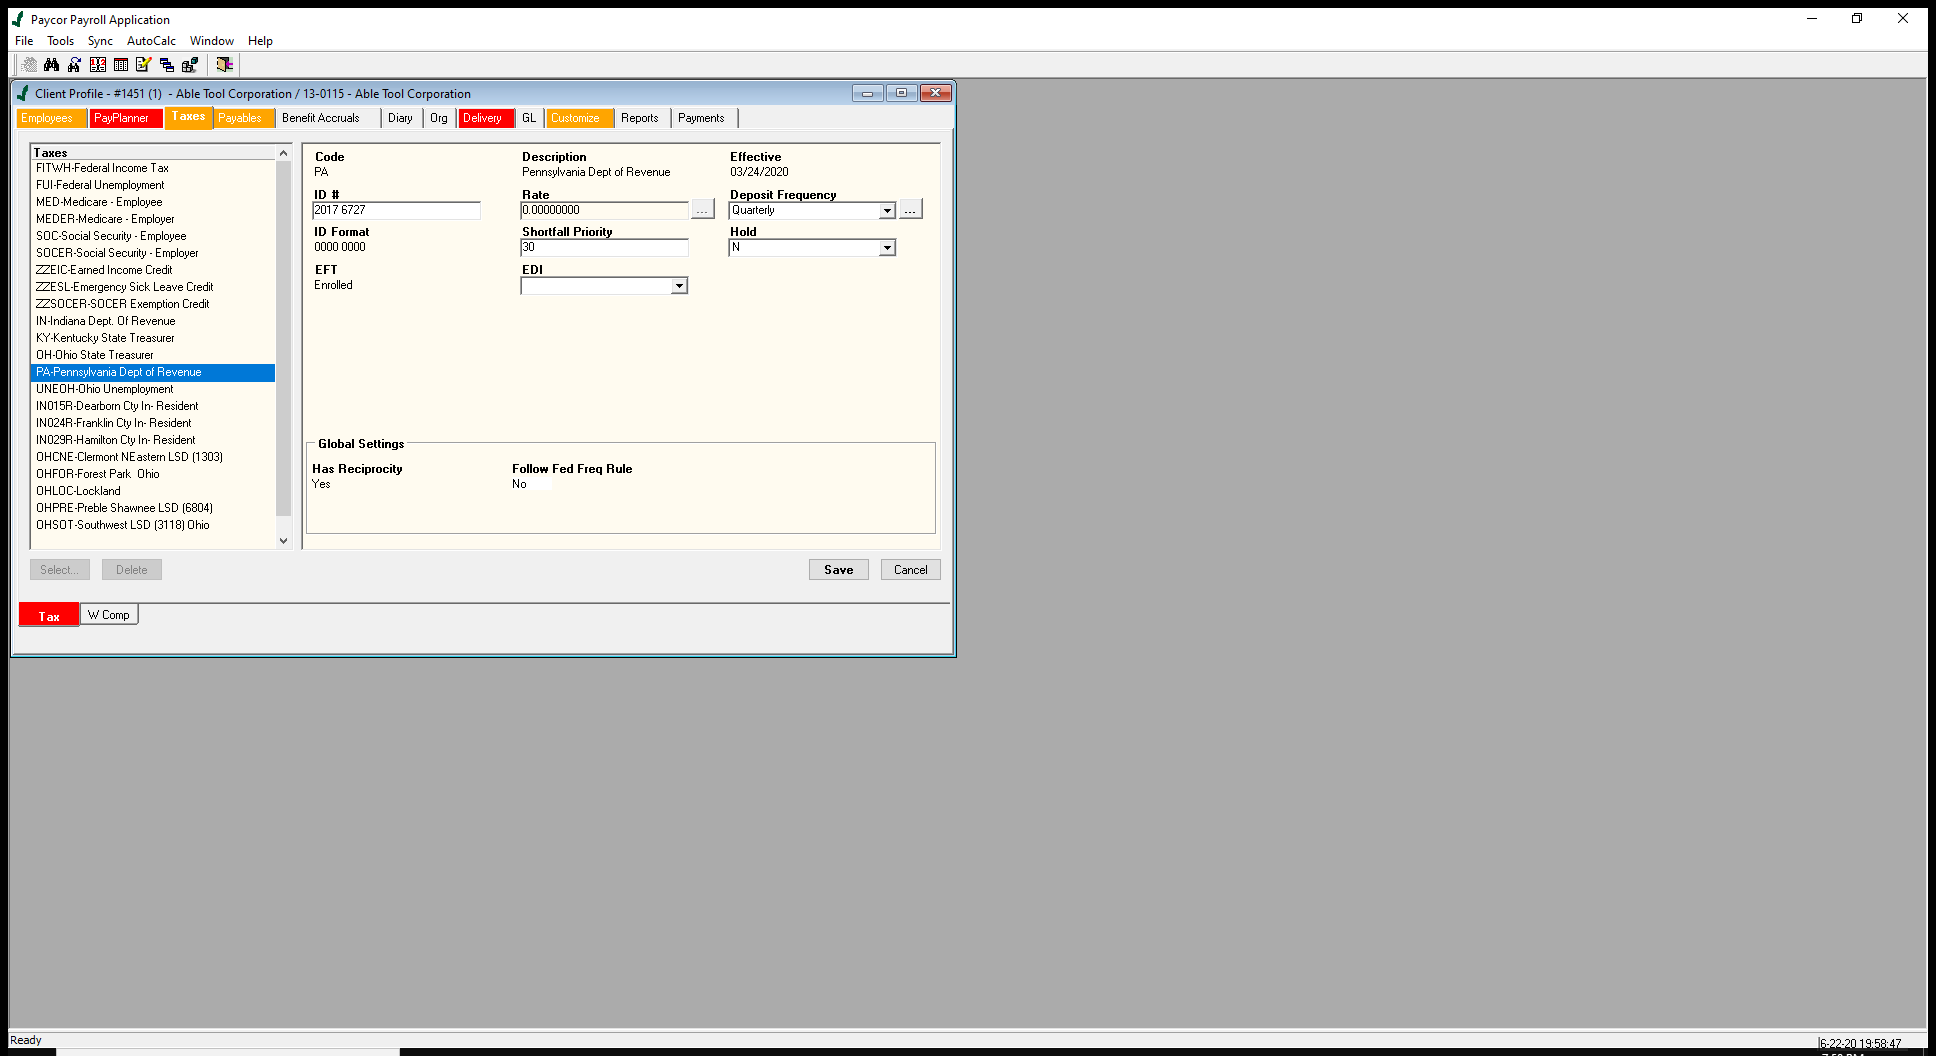 Paycor Payroll Application
File Tools Sync AutoCalc Window Help
Client Profile - #1451 (1) - Able Tool Corporation / 13-0115 - Able Tool Corporation
Employees PayPlanner Taxes Payables Benefit Accruals Diary Org Delivery GL Customize Reports Payments
Taxes
FITWH-Federal Income Tax
FUI-Federal Unemployment
MED-Medicare - Employee
MEDER-Medicare - Employer
SOC-Social Security - Employee
SOCER-Social Security - Employer
ZZEIC-Earned Income Credit
ZZESL-Emergency Sick Leave Credit
ZZSOCER-SOCER Exemption Credit
IN-Indiana Dept. Of Revenue
KY-Kentucky State Treasurer
OH-Ohio State Treasurer
PA-Pennsylvania Dept of Revenue
UNEOH-Ohio Unemployment
IN015R-Dearborn Cty In- Resident
IN024R-Franklin Cty In- Resident
IN029R-Hamilton Cty In- Resident
OHCNE-Clermont NEastern LSD (1303)
OHFOR-Forest Park Ohio
OHLOC-Lockland
OHPRE-Preble Shawnee LSD (6804)
OHSOT-Southwest LSD (3118) Ohio
Code Description Effective
PA Pennsylvania Dept of Revenue 03/24/2020
ID # Rate Deposit Frequency
2017 6727 0.00000000 ... Quarterly ...
ID Format Shortfall Priority Hold
0000 0000 30 N
EFT EDI
Enrolled
Global Settings
Has Reciprocity Follow Fed Freq Rule
Yes No
Select... Delete Save Cancel
Tax W Comp
Ready 6-22-20 19:58:47